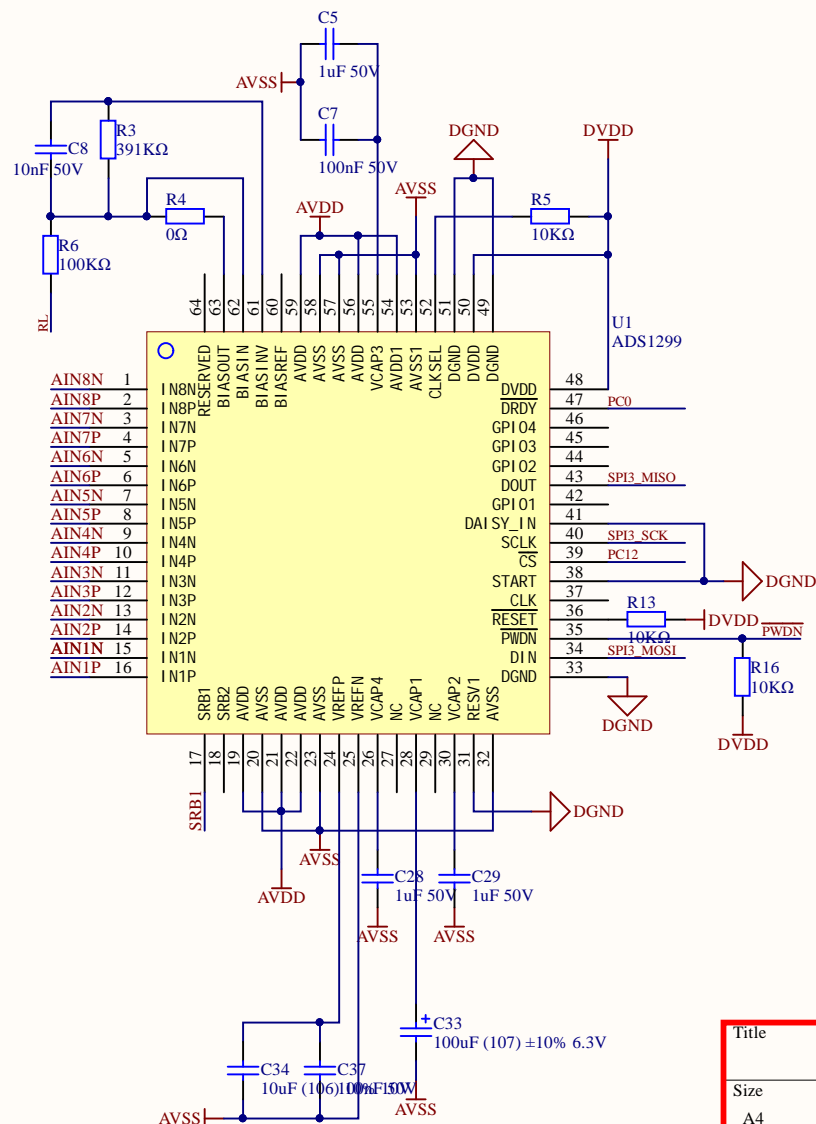 C5
1uF 50V
AVSS
C7
100nF 50V
R3
391KΩ
C8
10nF 50V
R4
0Ω
R6
100KΩ
RL
AVDD
AVSS
DGND
DVDD
R5
10KΩ
64 63 62 61 60 59 58 57 56 55 54 53 52 51 50 49
RESERVED
BIASOUT
BIASIN
BIASINV
BIASREF
AVDD
AVSS
AVSS
AVDD
VCAP3
AVDD1
AVSS1
CLKSEL
DGND
DVDD
DGND
U1
ADS1299
AIN8N 1 IN8N
AIN8P 2 IN8P
AIN7N 3 IN7N
AIN7P 4 IN7P
AIN6N 5 IN6N
AIN6P 6 IN6P
AIN5N 7 IN5N
AIN5P 8 IN5P
AIN4N 9 IN4N
AIN4P 10 IN4P
AIN3N 11 IN3N
AIN3P 12 IN3P
AIN2N 13 IN2N
AIN2P 14 IN2P
AIN1N 15 IN1N
AIN1P 16 IN1P
DVDD 48
DRDY 47 PC0
GPIO4 46
GPIO3 45
GPIO2 44
DOUT 43 SPI3_MISO
GPIO1 42
DAISY_IN 41
SCLK 40 SPI3_SCK
CS 39 PC12
START 38 DGND
CLK 37
RESET 36 R13 10KΩ DVDD
PWDN 35 PWDN
DIN 34 SPI3_MOSI
DGND 33
DGND
R16
10KΩ
DVDD
SRB1
SRB2
AVDD
AVSS
AVDD
AVDD
AVSS
VREFP
VREFN
VCAP4
NC
VCAP1
NC
VCAP2
RESV1
AVSS
17 18 19 20 21 22 23 24 25 26 27 28 29 30 31 32
SRB1
DGND
AVSS
AVDD
C28
1uF 50V
AVSS
C29
1uF 50V
AVSS
C33
100uF (107) ±10% 6.3V
AVSS
C34
10uF (106)
C37
AVSS
Title
Size
A4